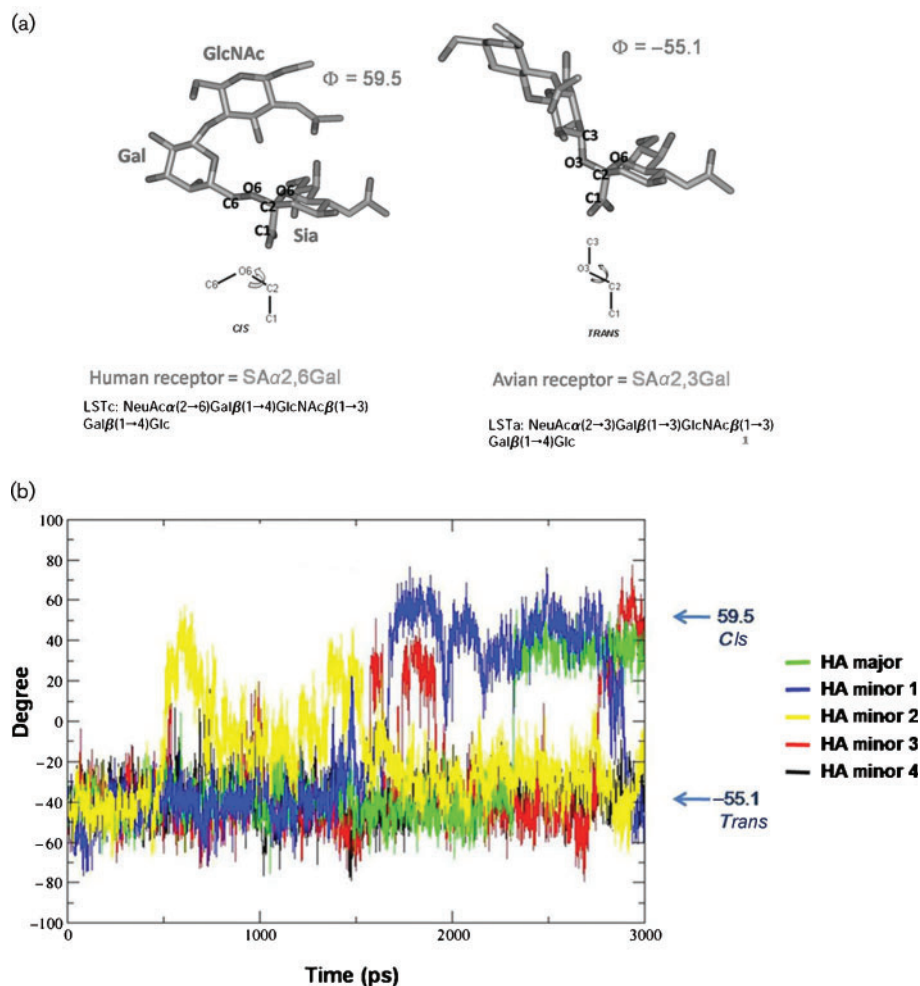 (a)
GlcNAc
Φ = 59.5
Gal
C6
O6
O6
C2
C1
Sia
O6
C6
C2
C1
CIS
Human receptor = SAα2,6Gal
LSTc: NeuAcα(2→6)Galβ(1→4)GlcNAcβ(1→3)
Galβ(1→4)Glc
Φ = −55.1
C3
O3
O6
C2
C1
C3
O3
C2
C1
TRANS
Avian receptor = SAα2,3Gal
LSTa: NeuAcα(2→3)Galβ(1→3)GlcNAcβ(1→3)
Galβ(1→4)Glc
1
(b)
100
80
60
40
20
0
−20
−40
−60
−80
−100
Degree
0
1000
2000
3000
Time (ps)
59.5
Cis
−55.1
Trans
HA major
HA minor 1
HA minor 2
HA minor 3
HA minor 4